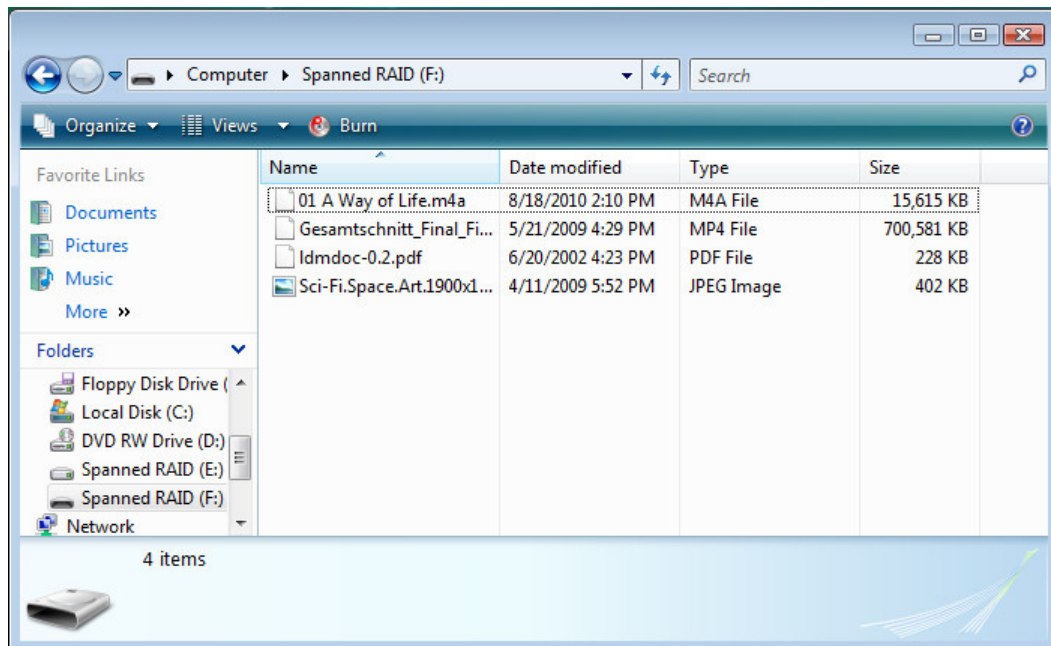 Computer Spanned RAID (F:) Search
Organize Views Burn
Favorite Links
Documents
Pictures
Music
More »
Folders
Floppy Disk Drive (
Local Disk (C:)
DVD RW Drive (D:)
Spanned RAID (E:)
Spanned RAID (F:)
Network
Name Date modified Type Size
01 A Way of Life.m4a 8/18/2010 2:10 PM M4A File 15,615 KB
Gesamtschnitt_Final_Fi... 5/21/2009 4:29 PM MP4 File 700,581 KB
ldmdoc-0.2.pdf 6/20/2002 4:23 PM PDF File 228 KB
Sci-Fi.Space.Art.1900x1... 4/11/2009 5:52 PM JPEG Image 402 KB
4 items